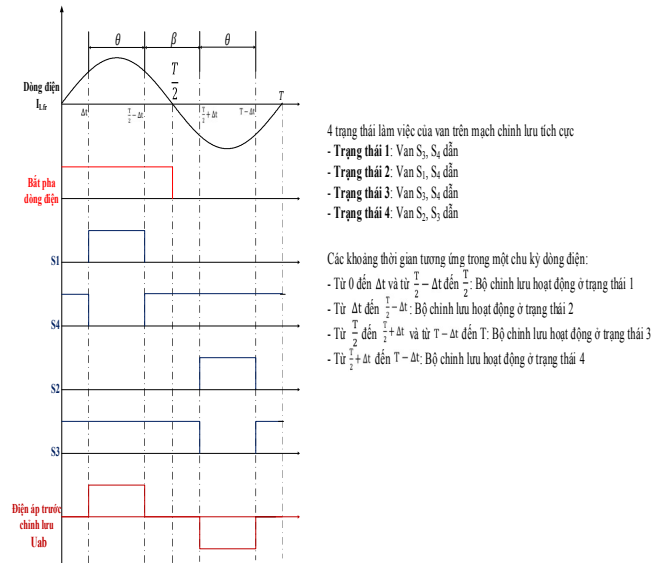 θ β θ
Dòng điện
I_Lfr
T/2
T
Δt
T/2 − Δt
T/2 + Δt
T − Δt
Bắt pha
dòng điện
S1
S4
S2
S3
Điện áp trước
chỉnh lưu
Uab
4 trạng thái làm việc của van trên mạch chỉnh lưu tích cực
- Trạng thái 1: Van S₃, S₄ dẫn
- Trạng thái 2: Van S₁, S₄ dẫn
- Trạng thái 3: Van S₃, S₄ dẫn
- Trạng thái 4: Van S₂, S₃ dẫn
Các khoảng thời gian tương ứng trong một chu kỳ dòng điện:
- Từ 0 đến Δt và từ T/2 − Δt đến T/2: Bộ chỉnh lưu hoạt động ở trạng thái 1
- Từ Δt đến T/2 − Δt: Bộ chỉnh lưu hoạt động ở trạng thái 2
- Từ T/2 đến T/2 + Δt và từ T − Δt đến T: Bộ chỉnh lưu hoạt động ở trạng thái 3
- Từ T/2 + Δt đến T − Δt: Bộ chỉnh lưu hoạt động ở trạng thái 4